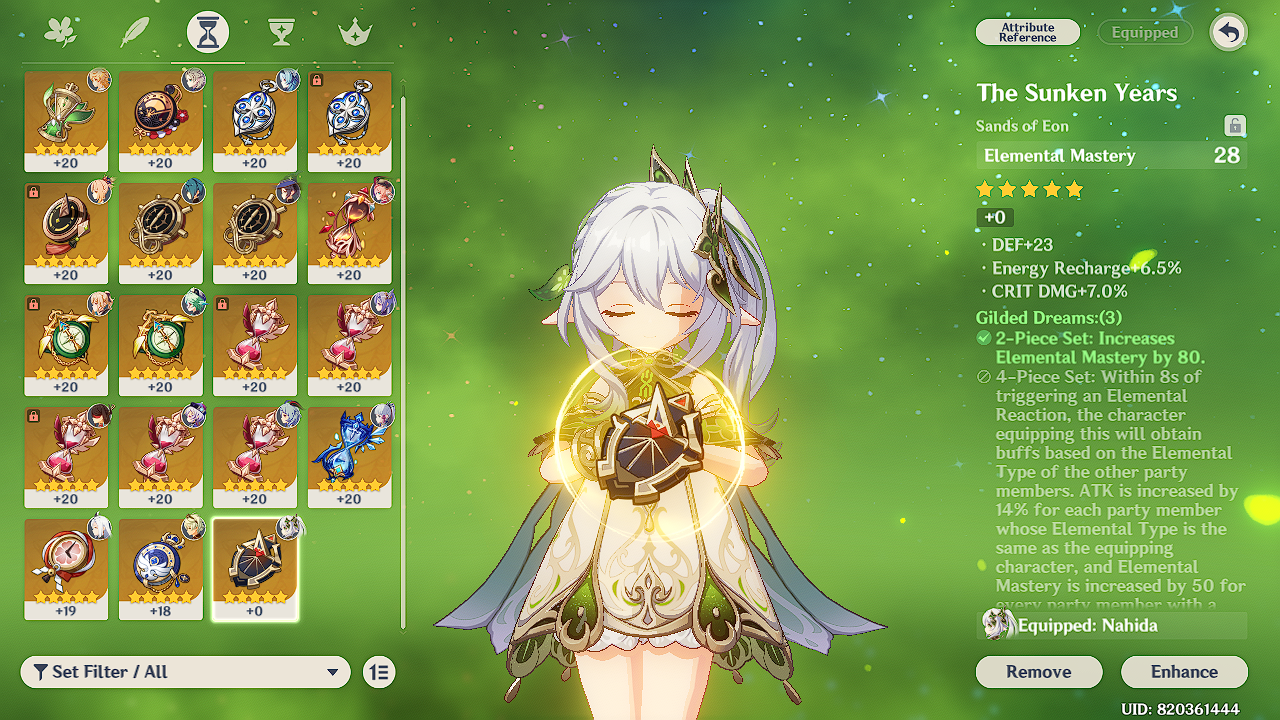 Attribute
Reference
Equipped
The Sunken Years
Sands of Eon
Elemental Mastery 28
+0
· DEF+23
· Energy Recharge+6.5%
· CRIT DMG+7.0%
Gilded Dreams:(3)
2-Piece Set: Increases
Elemental Mastery by 80.
4-Piece Set: Within 8s of
triggering an Elemental
Reaction, the character
equipping this will obtain
buffs based on the Elemental
Type of the other party
members. ATK is increased by
14% for each party member
whose Elemental Type is the
same as the equipping
character, and Elemental
Mastery is increased by 50 for
every party member with a
Equipped: Nahida
Remove Enhance
UID: 820361444
+20 +20 +20 +20
+20 +20 +20 +20
+20 +20 +20 +20
+20 +20 +20 +20
+19 +18 +0
Set Filter / All